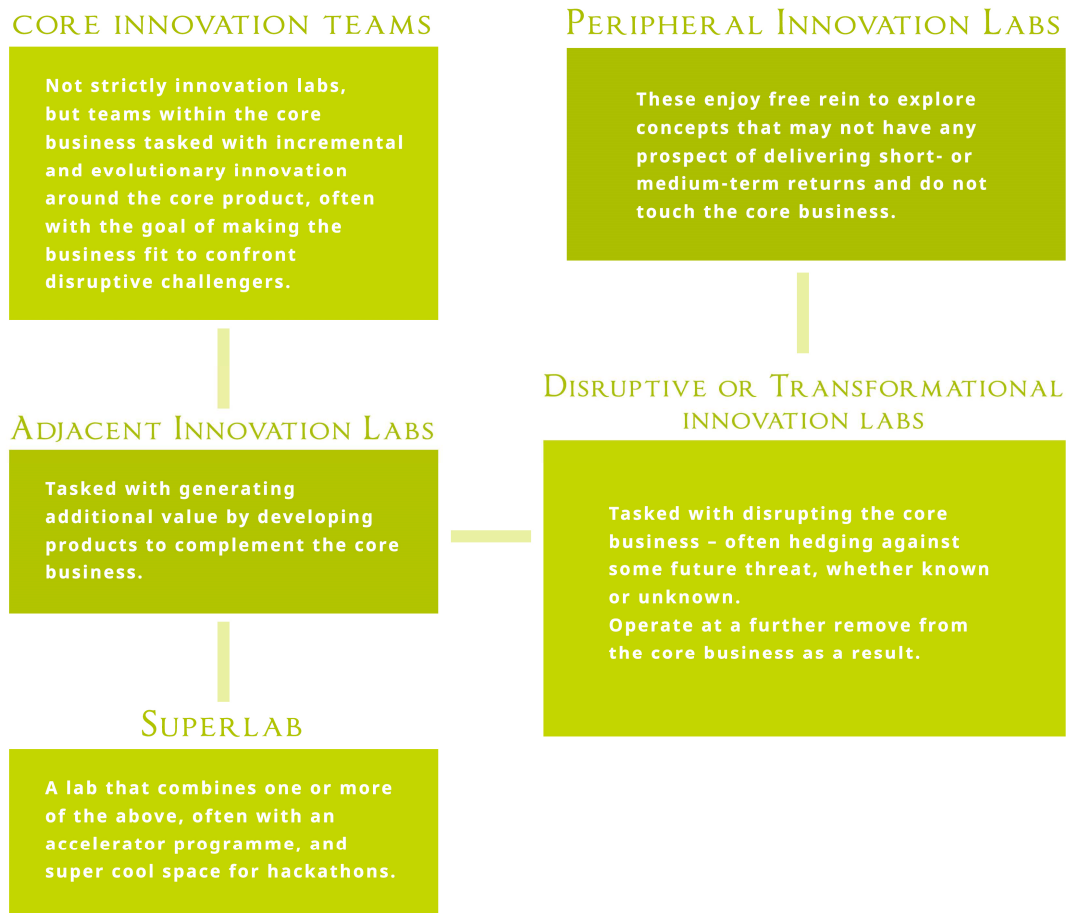 CORE INNOVATION TEAMS
Not strictly innovation labs,
but teams within the core
business tasked with incremental
and evolutionary innovation
around the core product, often
with the goal of making the
business fit to confront
disruptive challengers.
ADJACENT INNOVATION LABS
Tasked with generating
additional value by developing
products to complement the core
business.
SUPERLAB
A lab that combines one or more
of the above, often with an
accelerator programme, and
super cool space for hackathons.
PERIPHERAL INNOVATION LABS
These enjoy free rein to explore
concepts that may not have any
prospect of delivering short- or
medium-term returns and do not
touch the core business.
DISRUPTIVE OR TRANSFORMATIONAL
INNOVATION LABS
Tasked with disrupting the core
business – often hedging against
some future threat, whether known
or unknown.
Operate at a further remove from
the core business as a result.